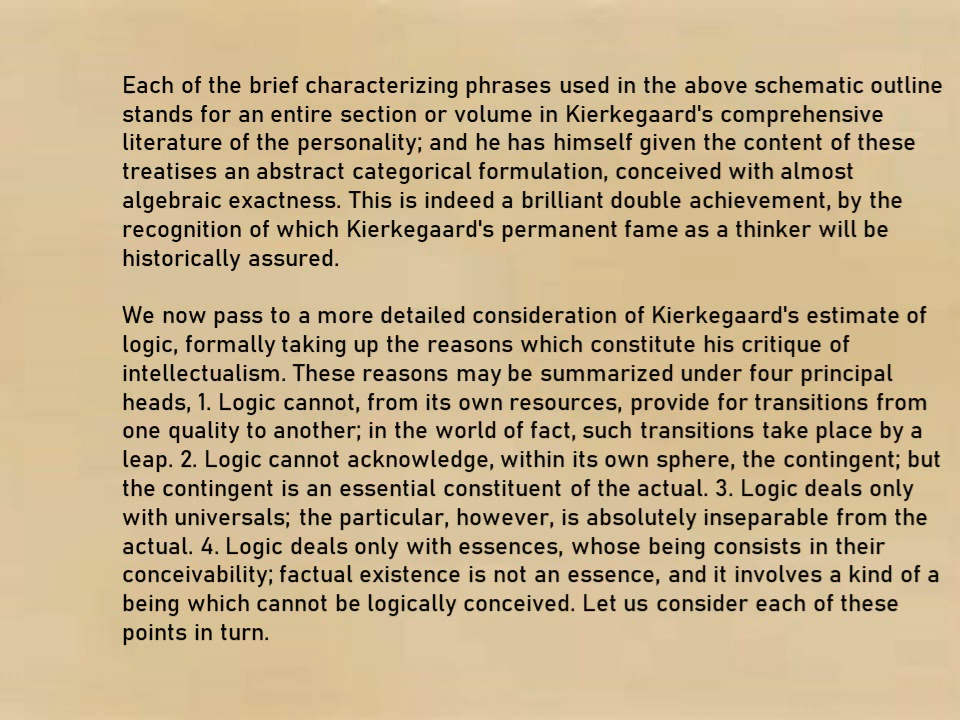 Each of the brief characterizing phrases used in the above schematic outline
stands for an entire section or volume in Kierkegaard's comprehensive
literature of the personality; and he has himself given the content of these
treatises an abstract categorical formulation, conceived with almost
algebraic exactness. This is indeed a brilliant double achievement, by the
recognition of which Kierkegaard's permanent fame as a thinker will be
historically assured.

We now pass to a more detailed consideration of Kierkegaard's estimate of
logic, formally taking up the reasons which constitute his critique of
intellectualism. These reasons may be summarized under four principal
heads, 1. Logic cannot, from its own resources, provide for transitions from
one quality to another; in the world of fact, such transitions take place by a
leap. 2. Logic cannot acknowledge, within its own sphere, the contingent; but
the contingent is an essential constituent of the actual. 3. Logic deals only
with universals; the particular, however, is absolutely inseparable from the
actual. 4. Logic deals only with essences, whose being consists in their
conceivability; factual existence is not an essence, and it involves a kind of a
being which cannot be logically conceived. Let us consider each of these
points in turn.